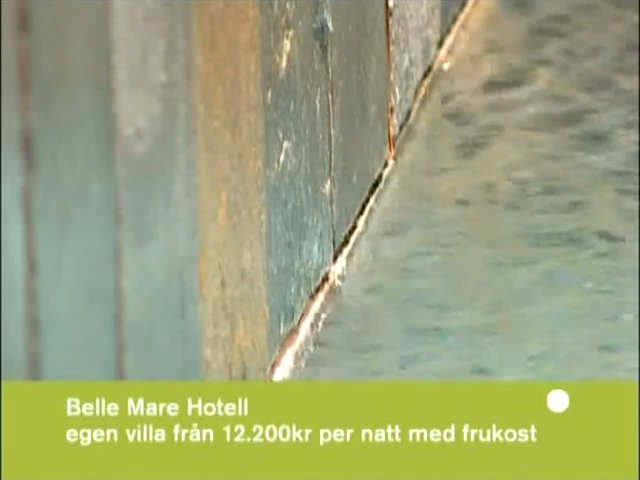 Belle Mare Hotell
egen villa från 12.200kr per natt med frukost